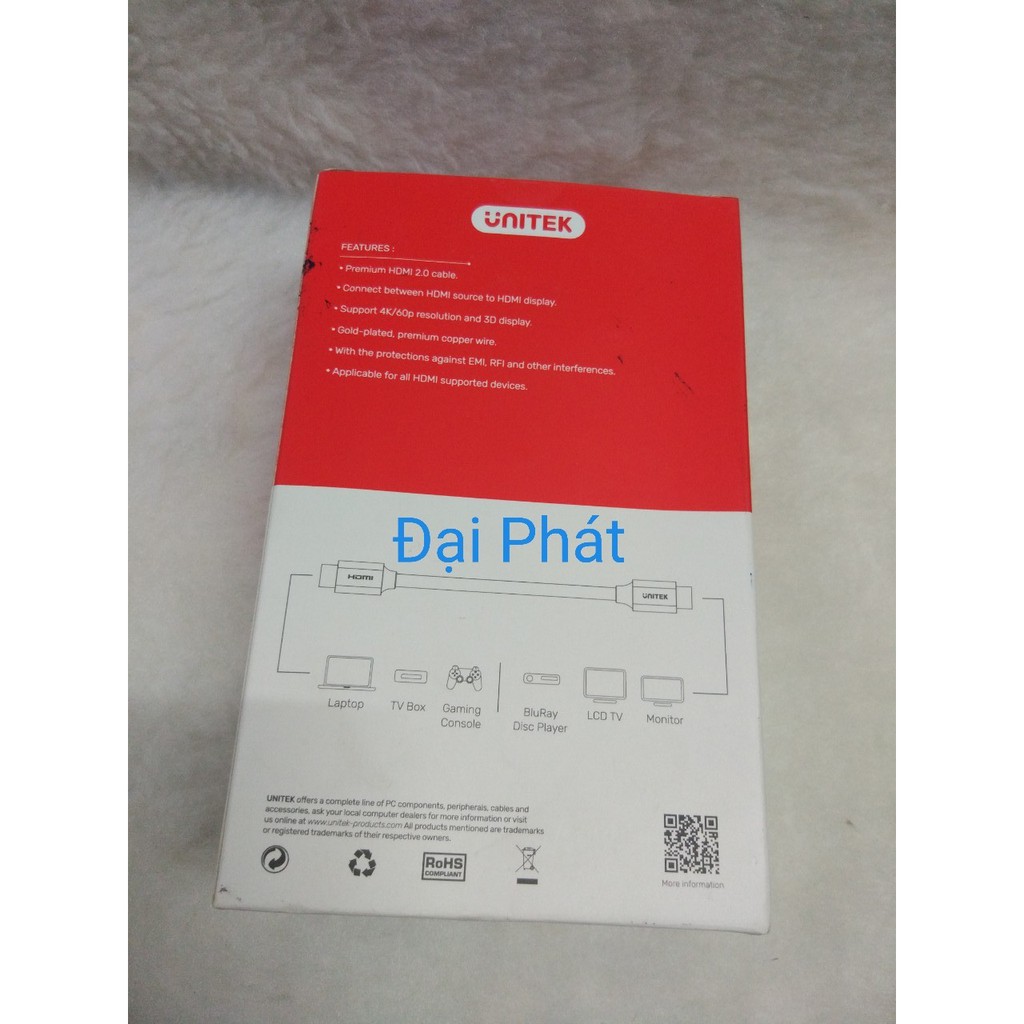 UNITEK
FEATURES :
• Premium HDMI 2.0 cable.
• Connect between HDMI source to HDMI display.
• Support 4K/60p resolution and 3D display.
• Gold-plated, premium copper wire.
• With the protections against EMI, RFI and other interferences.
• Applicable for all HDMI supported devices.
Đại Phát
HDMI
UNITEK
Laptop
TV Box
Gaming
Console
BluRay
Disc Player
LCD TV
Monitor
UNITEK offers a complete line of PC components, peripherals, cables and
accessories, ask your local computer dealers for more information or visit
us online at www.unitek-products.com All products mentioned are trademarks
or registered trademarks of their respective owners.
RoHS
COMPLIANT
More information